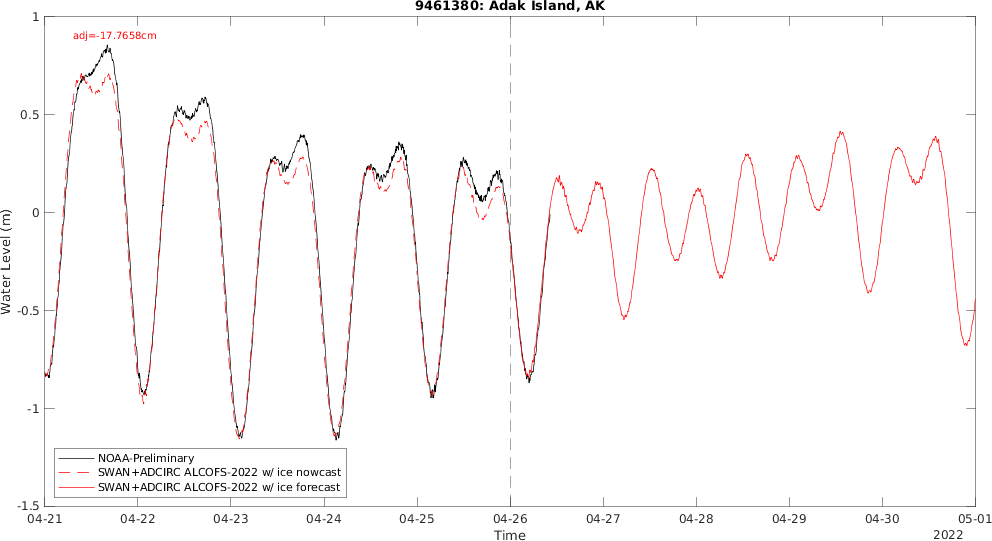 9461380: Adak Island, AK
adj=-17.7658cm
1
0.5
0
-0.5
-1
-1.5
Water Level (m)
NOAA-Preliminary
SWAN+ADCIRC ALCOFS-2022 w/ ice nowcast
SWAN+ADCIRC ALCOFS-2022 w/ ice forecast
04-21 04-22 04-23 04-24 04-25 04-26 04-27 04-28 04-29 04-30 05-01
Time
2022